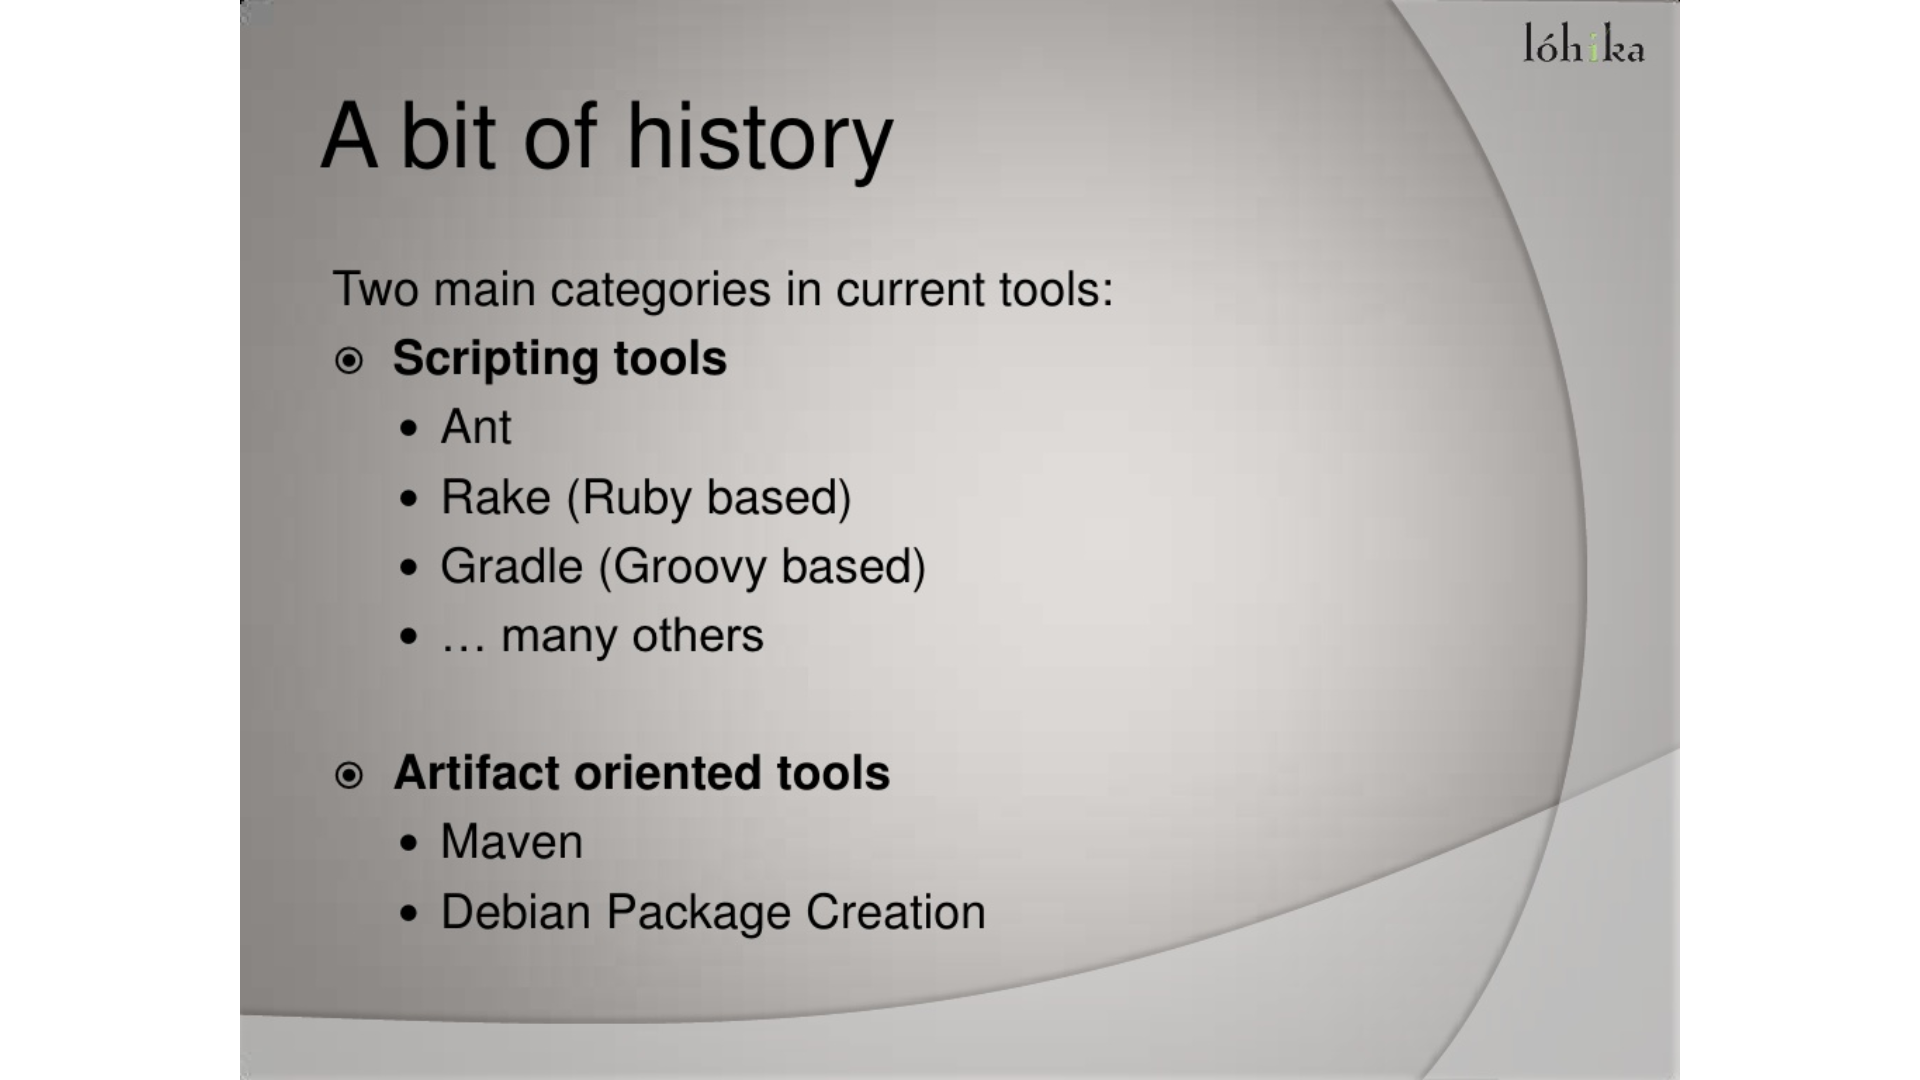 lóhika
A bit of history
Two main categories in current tools:
Scripting tools
• Ant
• Rake (Ruby based)
• Gradle (Groovy based)
• … many others
Artifact oriented tools
• Maven
• Debian Package Creation